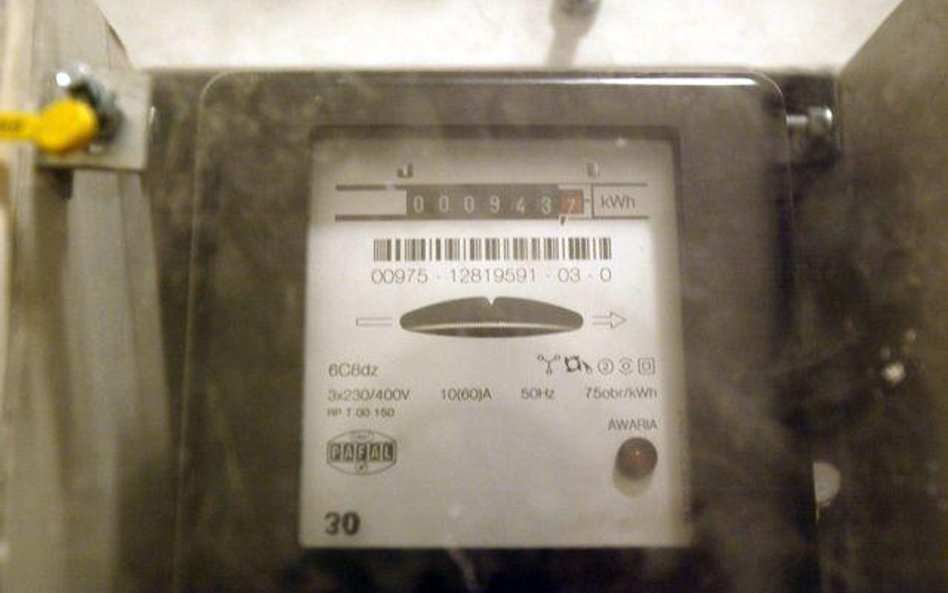 0009437 kWh
00975 - 12819591 - 03 - 0
6C8dz
3x230/400V 10(60)A 50Hz 75obr/kWh
RP T 00 150
AWARIA
PAFAL
30